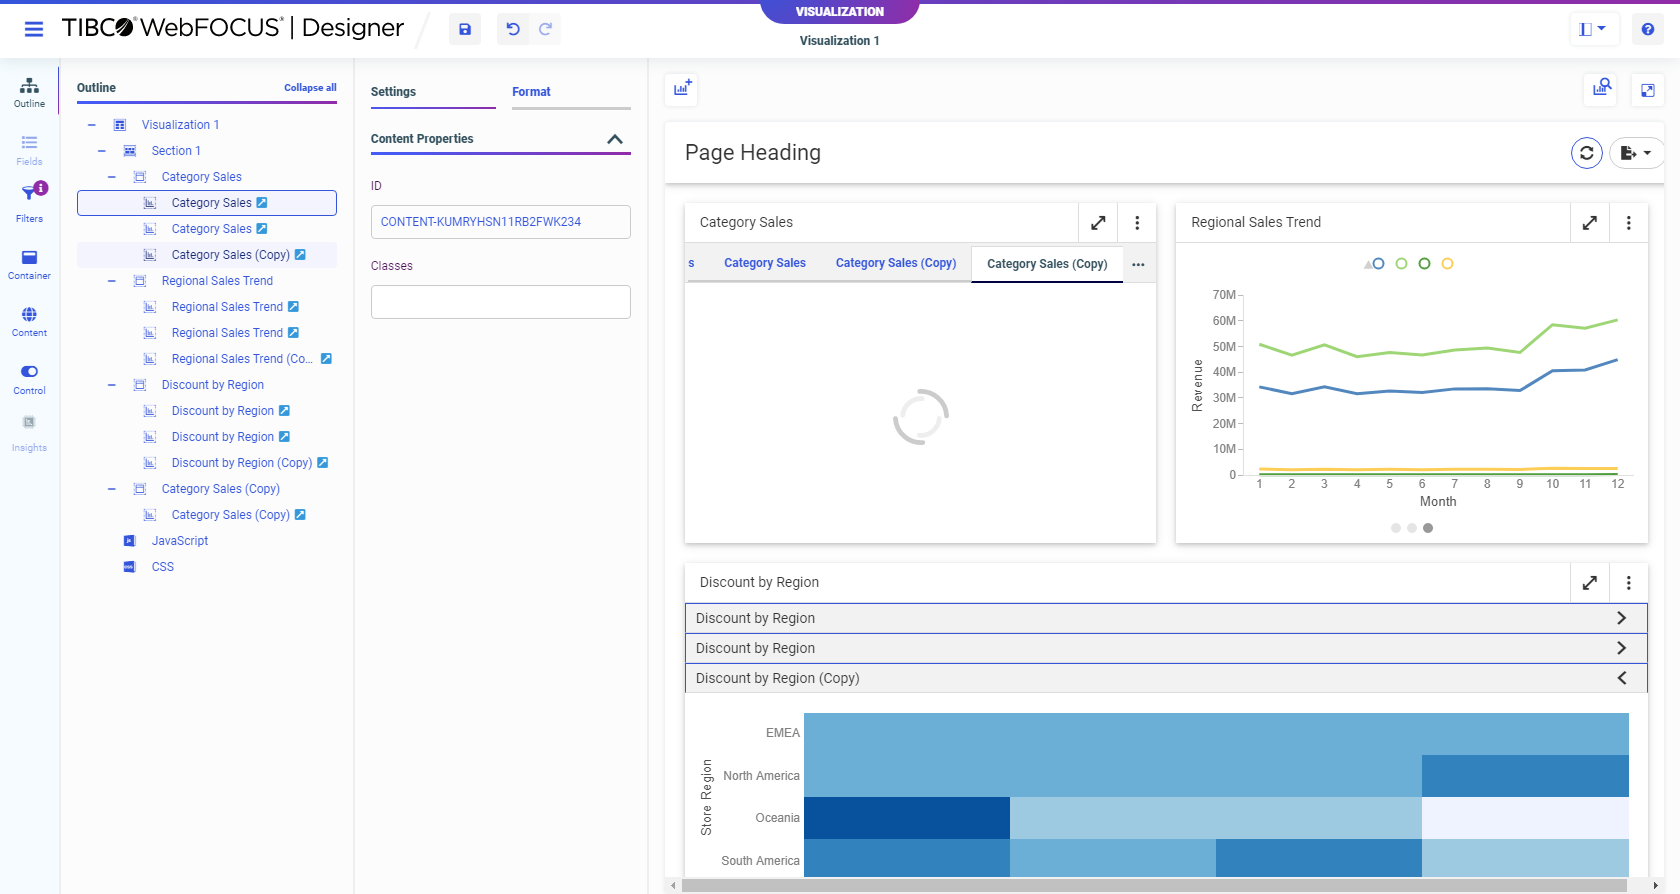 TIBCO® WebFOCUS® | Designer
VISUALIZATION
Visualization 1
Outline
Fields
Filters
Container
Content
Control
Insights
Outline
Collapse all
Visualization 1
Section 1
Category Sales
Category Sales
Category Sales
Category Sales (Copy)
Regional Sales Trend
Regional Sales Trend
Regional Sales Trend
Regional Sales Trend (Co...
Discount by Region
Discount by Region
Discount by Region
Discount by Region (Copy)
Category Sales (Copy)
Category Sales (Copy)
JavaScript
CSS
Settings
Format
Content Properties
ID
CONTENT-KUMRYHSN11RB2FWK234
Classes
Page Heading
Category Sales
s
Category Sales
Category Sales (Copy)
Category Sales (Copy)
Regional Sales Trend
70M
60M
50M
40M
30M
20M
10M
0
Revenue
1 2 3 4 5 6 7 8 9 10 11 12
Month
Discount by Region
Discount by Region
Discount by Region
Discount by Region (Copy)
Store Region
EMEA
North America
Oceania
South America